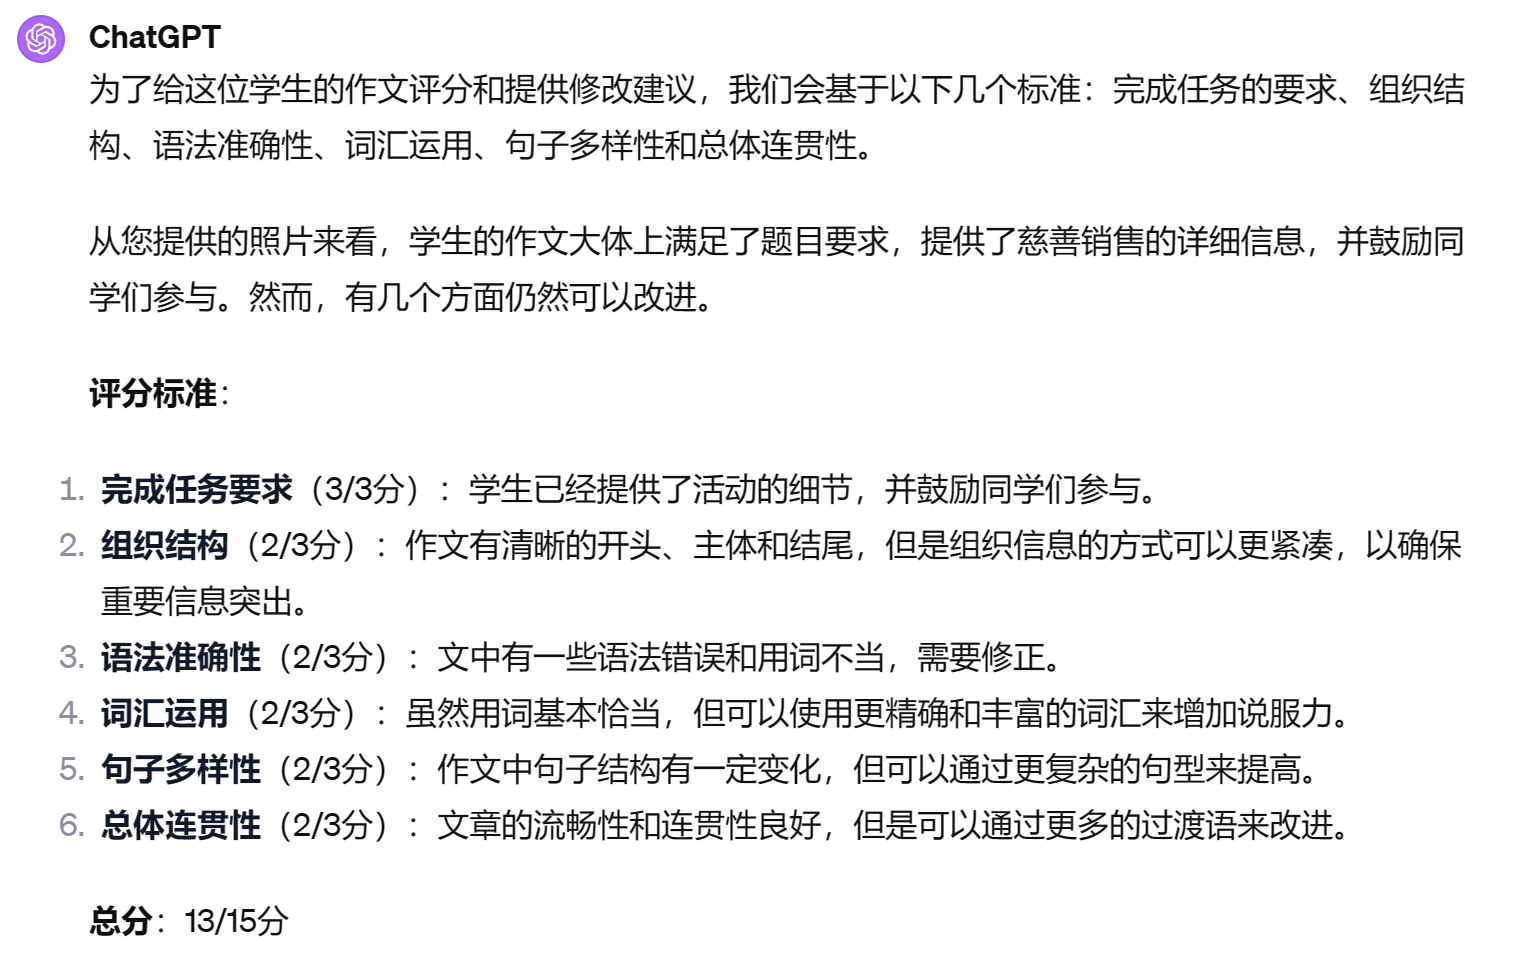 ChatGPT
为了给这位学生的作文评分和提供修改建议，我们会基于以下几个标准：完成任务的要求、组织结
构、语法准确性、词汇运用、句子多样性和总体连贯性。
从您提供的照片来看，学生的作文大体上满足了题目要求，提供了慈善销售的详细信息，并鼓励同
学们参与。然而，有几个方面仍然可以改进。
评分标准：
1. 完成任务要求（3/3分）：学生已经提供了活动的细节，并鼓励同学们参与。
2. 组织结构（2/3分）：作文有清晰的开头、主体和结尾，但是组织信息的方式可以更紧凑，以确保
重要信息突出。
3. 语法准确性（2/3分）：文中有一些语法错误和用词不当，需要修正。
4. 词汇运用（2/3分）：虽然用词基本恰当，但可以使用更精确和丰富的词汇来增加说服力。
5. 句子多样性（2/3分）：作文中句子结构有一定变化，但可以通过更复杂的句型来提高。
6. 总体连贯性（2/3分）：文章的流畅性和连贯性良好，但是可以通过更多的过渡语来改进。
总分：13/15分